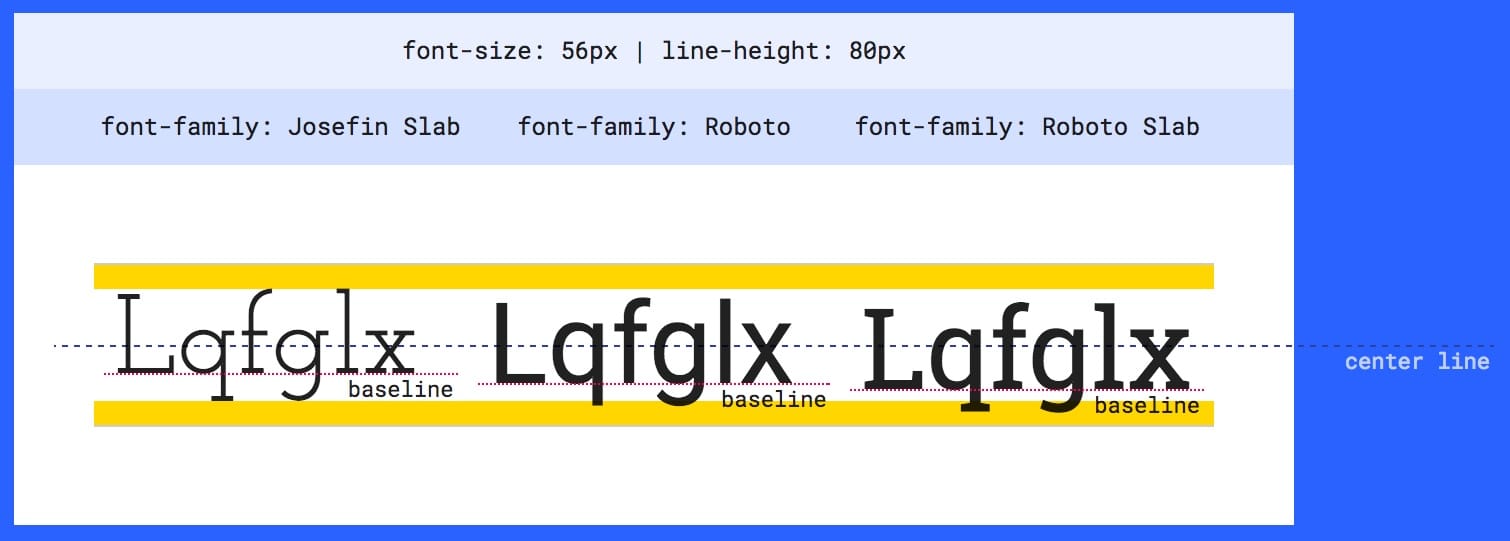 font-size: 56px | line-height: 80px
font-family: Josefin Slab font-family: Roboto font-family: Roboto Slab
Lqfglx Lqfglx Lqfglx
center line
baseline baseline baseline